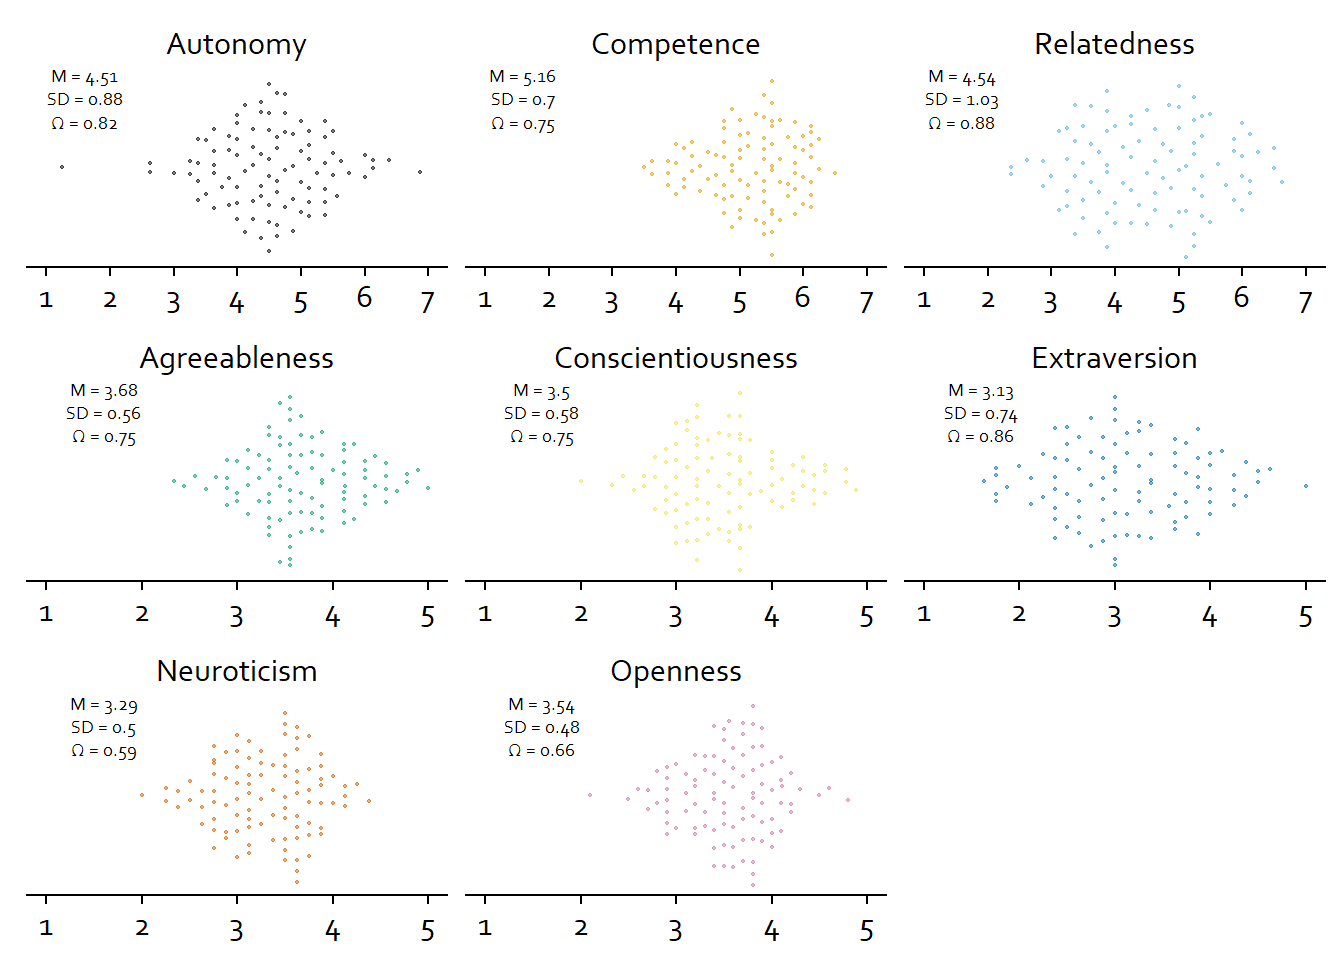 Autonomy
M = 4.51
SD = 0.88
Ω = 0.82
1 2 3 4 5 6 7
Competence
M = 5.16
SD = 0.7
Ω = 0.75
1 2 3 4 5 6 7
Relatedness
M = 4.54
SD = 1.03
Ω = 0.88
1 2 3 4 5 6 7
Agreeableness
M = 3.68
SD = 0.56
Ω = 0.75
1 2 3 4 5
Conscientiousness
M = 3.5
SD = 0.58
Ω = 0.75
1 2 3 4 5
Extraversion
M = 3.13
SD = 0.74
Ω = 0.86
1 2 3 4 5
Neuroticism
M = 3.29
SD = 0.5
Ω = 0.59
1 2 3 4 5
Openness
M = 3.54
SD = 0.48
Ω = 0.66
1 2 3 4 5